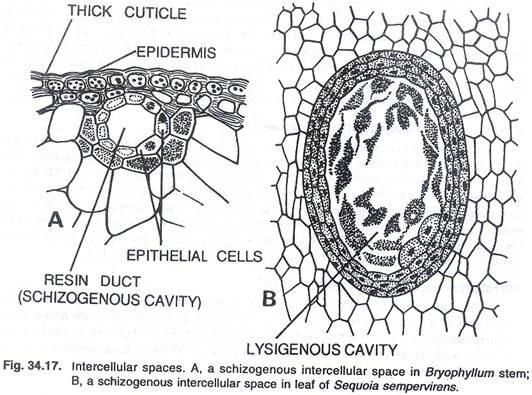 THICK CUTICLE
EPIDERMIS
A
EPITHELIAL CELLS
RESIN DUCT
(SCHIZOGENOUS CAVITY)
B
LYSIGENOUS CAVITY
Fig. 34.17. Intercellular spaces. A, a schizogenous intercellular space in Bryophyllum stem;
B, a schizogenous intercellular space in leaf of Sequoia sempervirens.